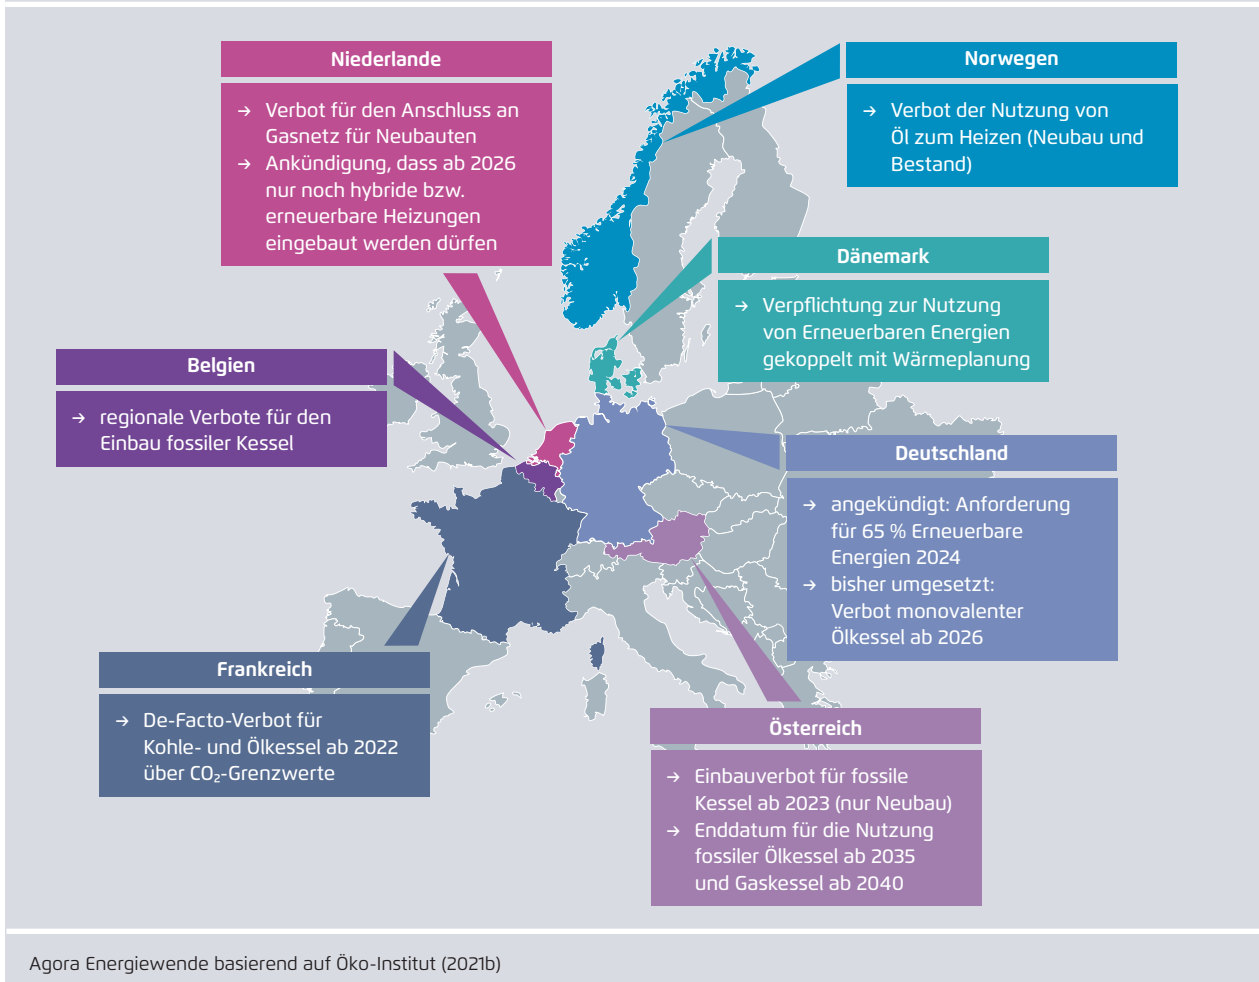 Niederlande
→ Verbot für den Anschluss an
Gasnetz für Neubauten
→ Ankündigung, dass ab 2026
nur noch hybride bzw.
erneuerbare Heizungen
eingebaut werden dürfen
Norwegen
→ Verbot der Nutzung von
Öl zum Heizen (Neubau und
Bestand)
Dänemark
→ Verpflichtung zur Nutzung
von Erneuerbaren Energien
gekoppelt mit Wärmeplanung
Belgien
→ regionale Verbote für den
Einbau fossiler Kessel
Deutschland
→ angekündigt: Anforderung
für 65 % Erneuerbare
Energien 2024
→ bisher umgesetzt:
Verbot monovalenter
Ölkessel ab 2026
Frankreich
→ De-Facto-Verbot für
Kohle- und Ölkessel ab 2022
über CO₂-Grenzwerte
Österreich
→ Einbauverbot für fossile
Kessel ab 2023 (nur Neubau)
→ Enddatum für die Nutzung
fossiler Ölkessel ab 2035
und Gaskessel ab 2040
Agora Energiewende basierend auf Öko-Institut (2021b)